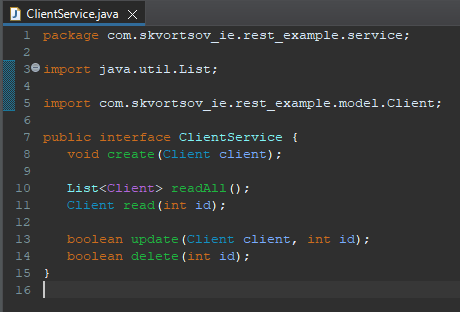 ClientService.java
1 package com.skvortsov_ie.rest_example.service;
2
3 import java.util.List;
4
5 import com.skvortsov_ie.rest_example.model.Client;
6
7 public interface ClientService {
8 void create(Client client);
9
10 List<Client> readAll();
11 Client read(int id);
12
13 boolean update(Client client, int id);
14 boolean delete(int id);
15 }
16